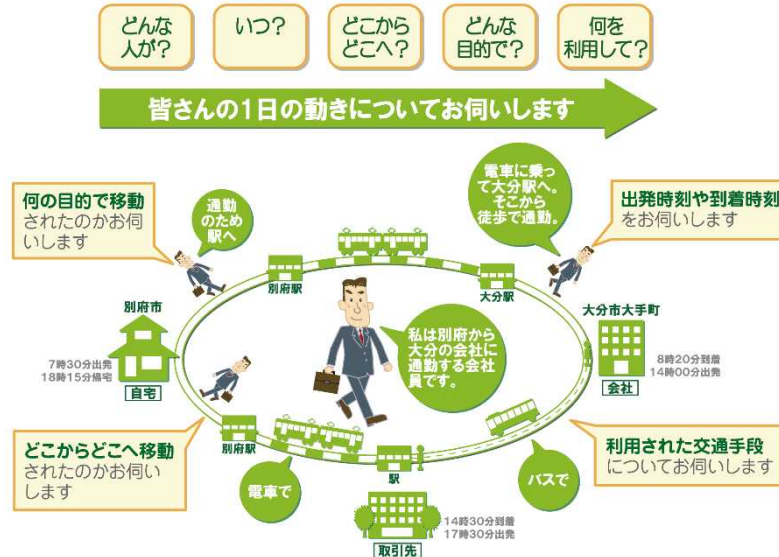 どんな
人が?
いつ?
どこから
どこへ?
どんな
目的で?
何を
利用して?
皆さんの1日の動きについてお伺いします
何の目的で移動
されたのかお伺
いします
通勤
のため
駅へ
電車に乗っ
て大分駅へ。
そこから
徒歩で通勤。
出発時刻や到着時刻
をお伺いします
別府駅
大分駅
別府市
7時30分出発
18時15分帰宅
自宅
私は別府から
大分の会社に
通勤する会社
員です。
大分市大手町
8時20分到着
14時00分出発
会社
どこからどこへ移動
されたのかお伺い
します
別府駅
電車で
駅
バスで
利用された交通手段
についてお伺いします
14時30分到着
17時30分出発
取引先